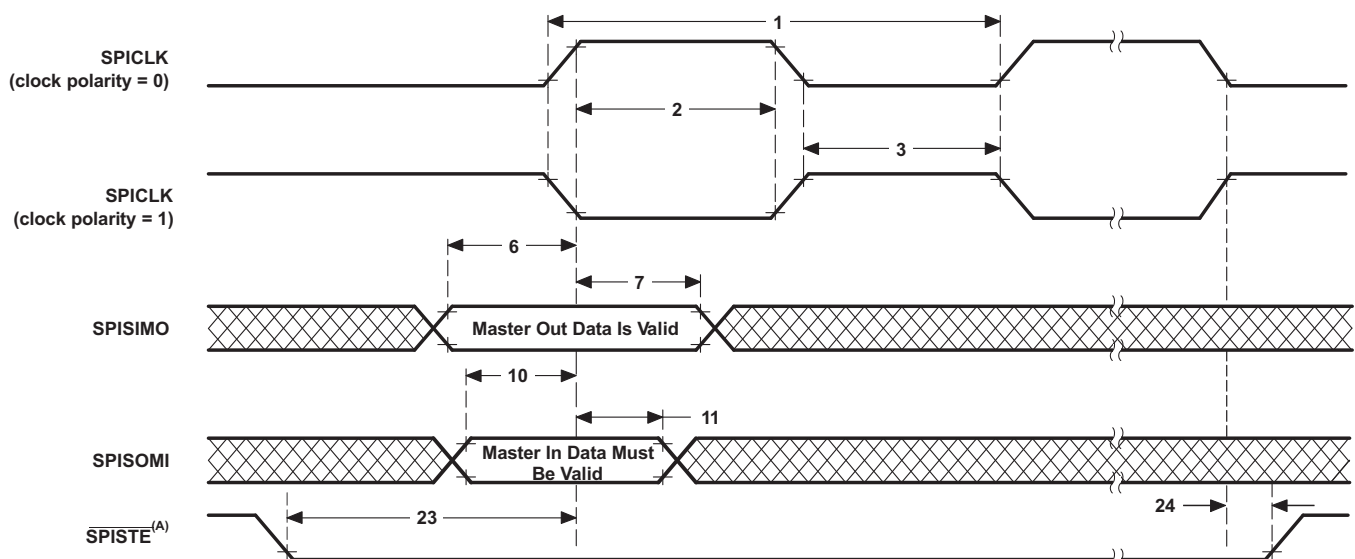 1
SPICLK
(clock polarity = 0)
2
3
SPICLK
(clock polarity = 1)
6
7
SPISIMO
Master Out Data Is Valid
10
11
SPISOMI
Master In Data Must
Be Valid
23
24
SPISTE(A)